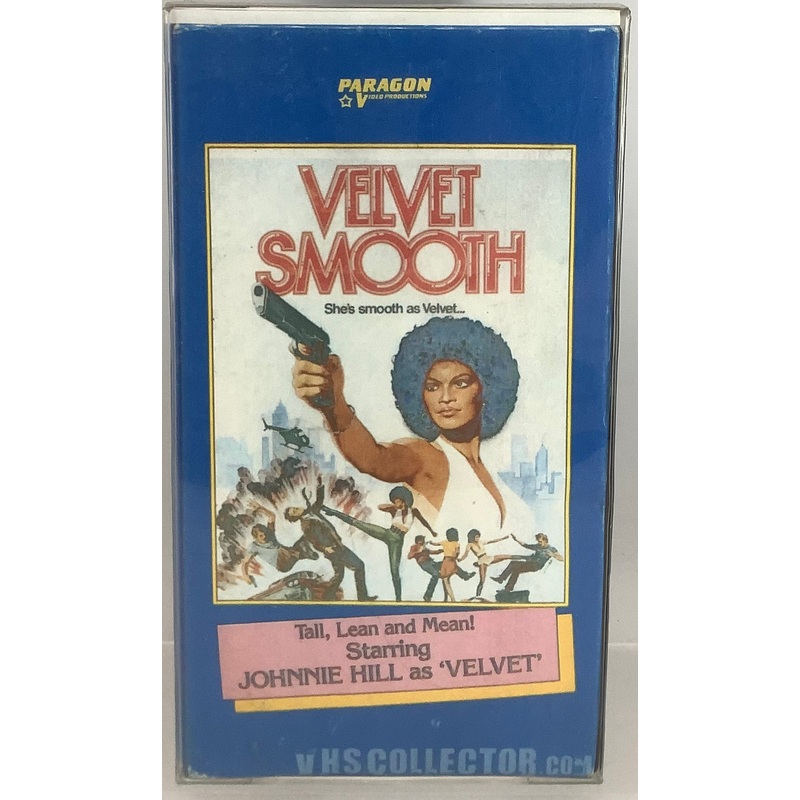 PARAGON
VIDEO PRODUCTIONS
VELVET
SMOOTH
She's smooth as Velvet...
Tall, Lean and Mean!
Starring
JOHNNIE HILL as 'VELVET'
VHSCOLLECTOR.COM